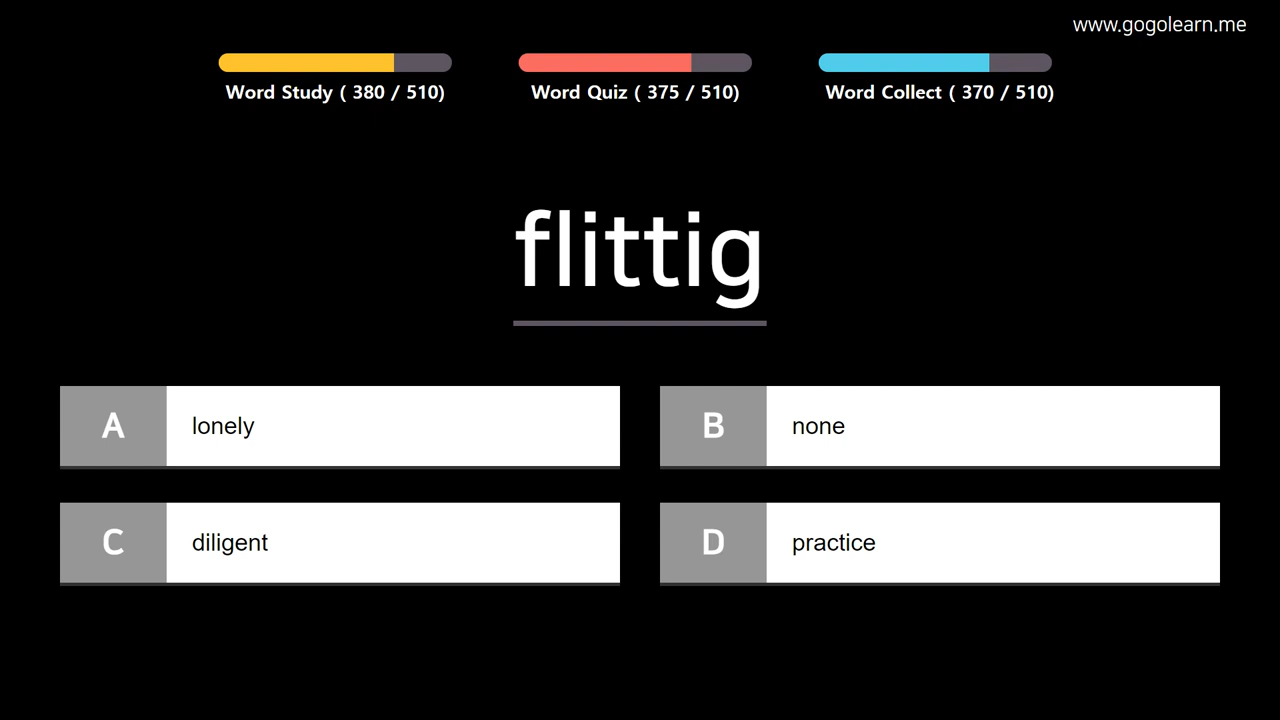 www.gogolearn.me
Word Study ( 380 / 510)
Word Quiz ( 375 / 510)
Word Collect ( 370 / 510)
flittig
A lonely
B none
C diligent
D practice